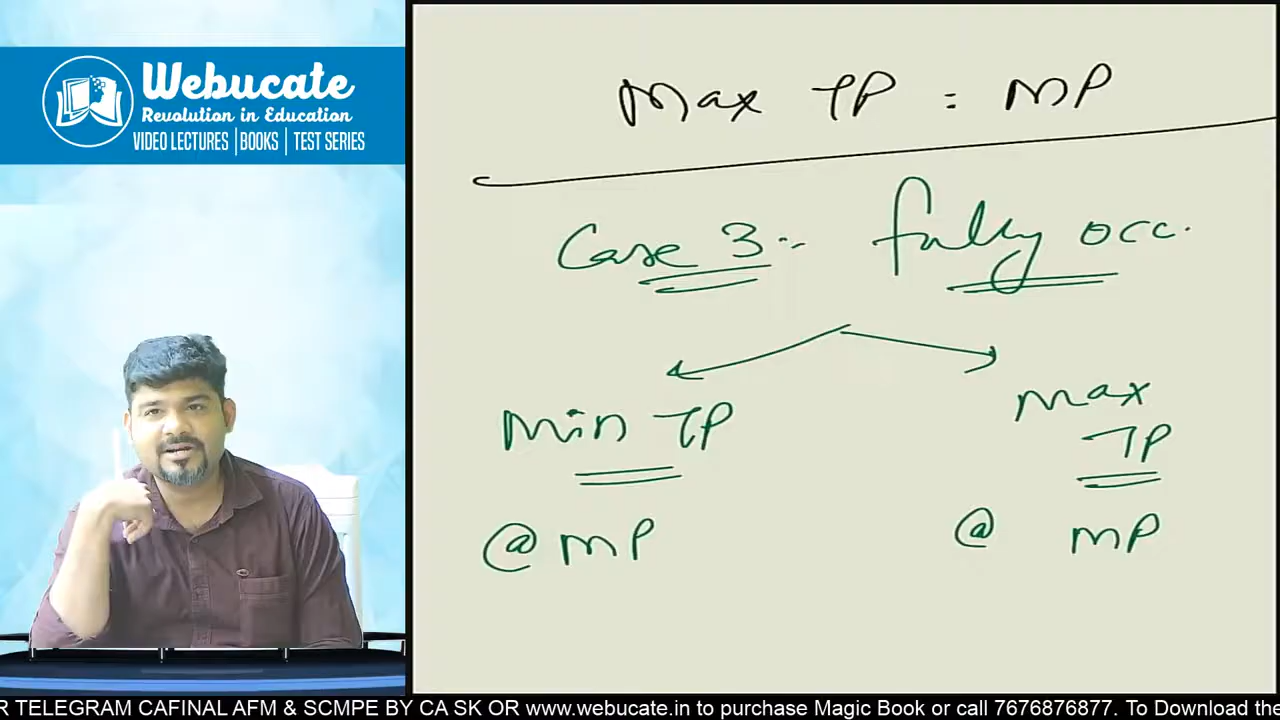 Webucate
Revolution in Education
VIDEO LECTURES | BOOKS | TEST SERIES
Max TP = MP
Case 3:- fully occ.
Min TP
Max
TP
@ MP
@ MP
R TELEGRAM CAFINAL AFM & SCMPE BY CA SK OR www.webucate.in to purchase Magic Book or call 7676876877. To Download the